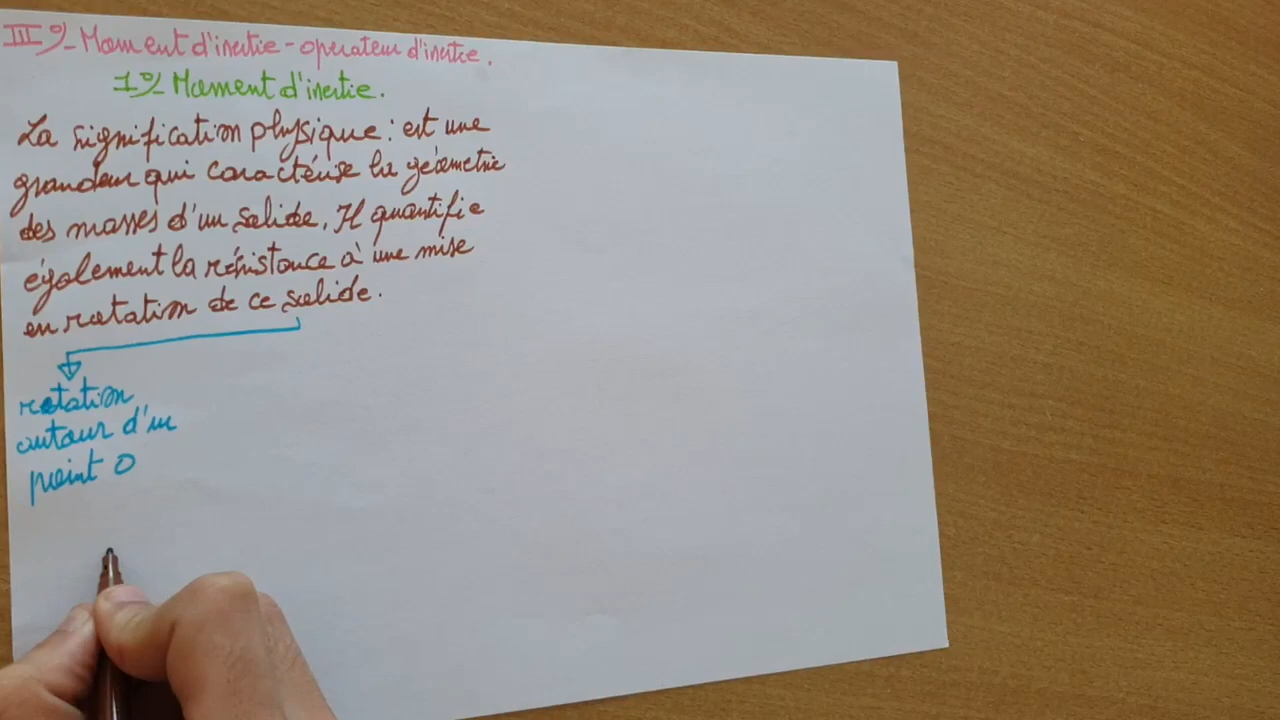 III°/- Moment d'inertie - operateur d'inertie.
1°/- Moment d'inertie.
La signification physique : est une
grandeur qui caractérise la géometrie
des masses d'un solide. Il quantifie
également la résistance à une mise
en rotation de ce solide.
rotation
autour d'un
point O